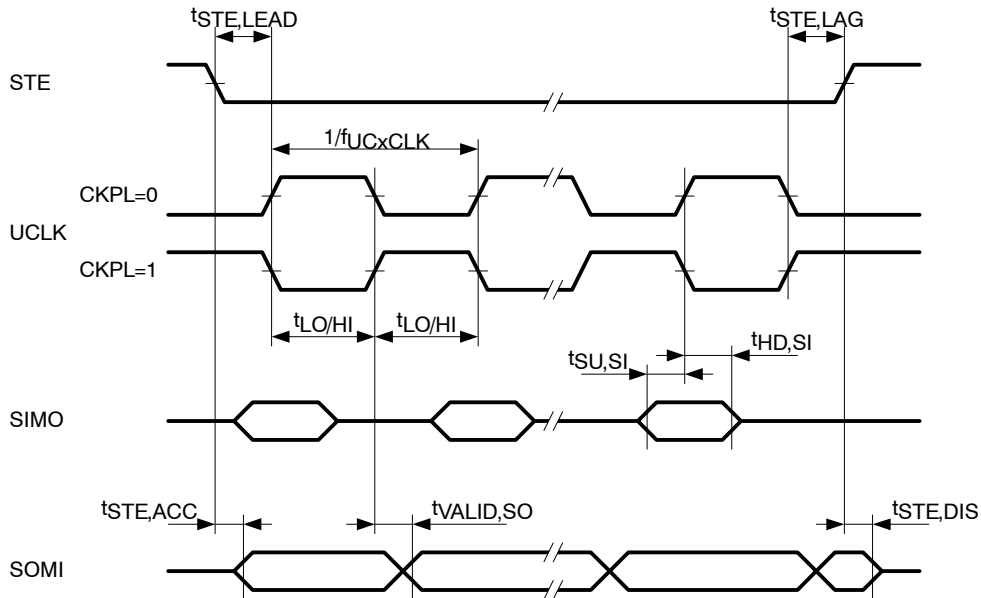 tSTE,LEAD
tSTE,LAG
STE
1/fUCxCLK
CKPL=0
UCLK
CKPL=1
tLO/HI
tLO/HI
tHD,SI
tSU,SI
SIMO
tSTE,ACC
tVALID,SO
tSTE,DIS
SOMI